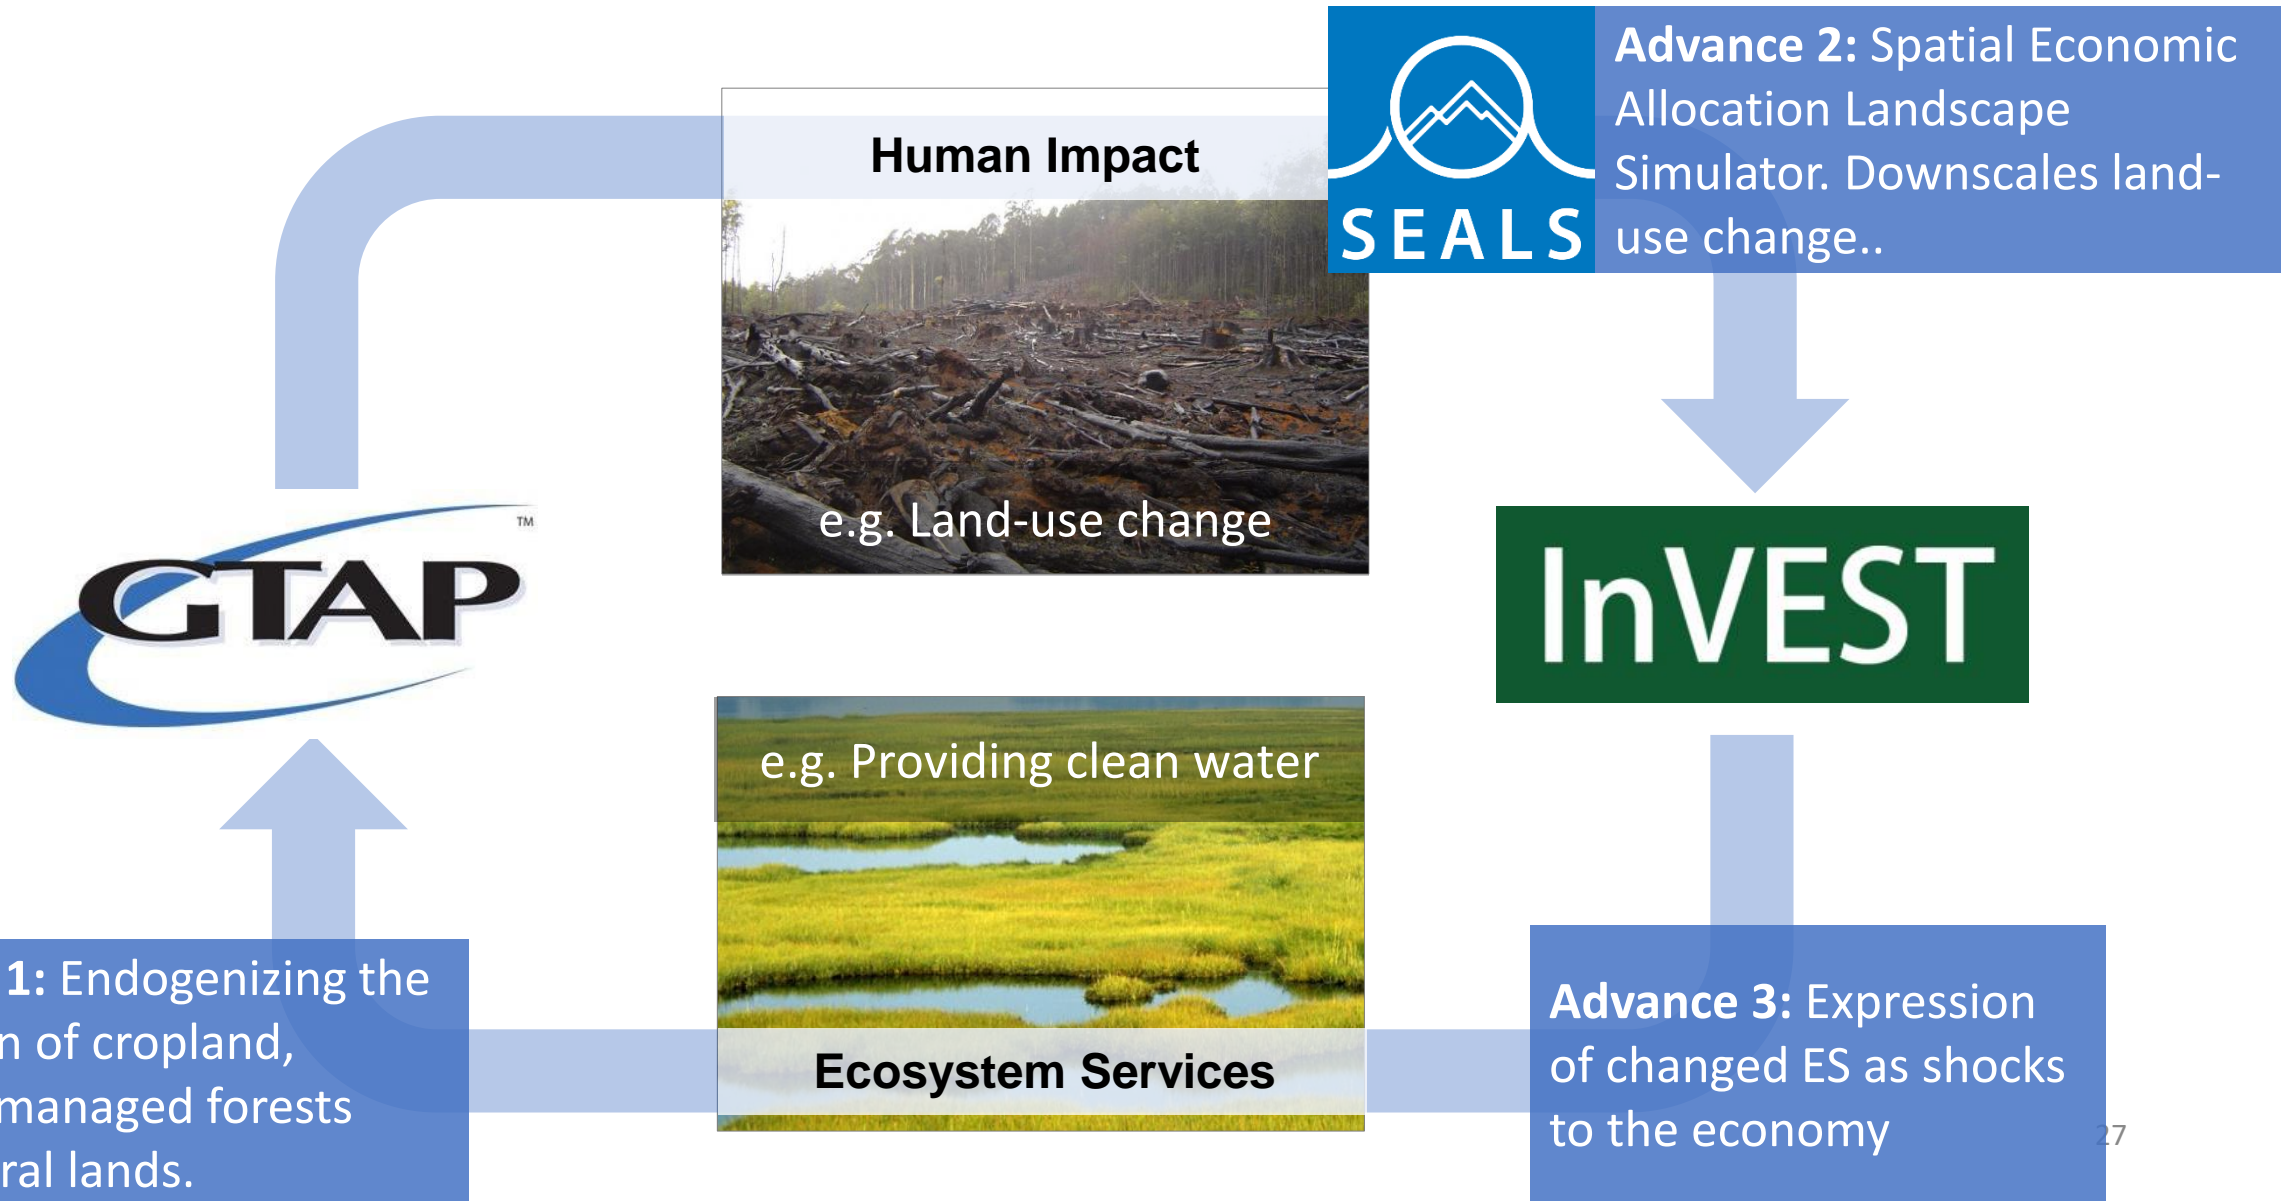 Human Impact
e.g. Land-use change
SEALS
Advance 2: Spatial Economic
Allocation Landscape
Simulator. Downscales land-
use change..
GTAP
TM
InVEST
e.g. Providing clean water
Ecosystem Services
1: Endogenizing the
of cropland,
managed forests
lands.
Advance 3: Expression
of changed ES as shocks
to the economy
27